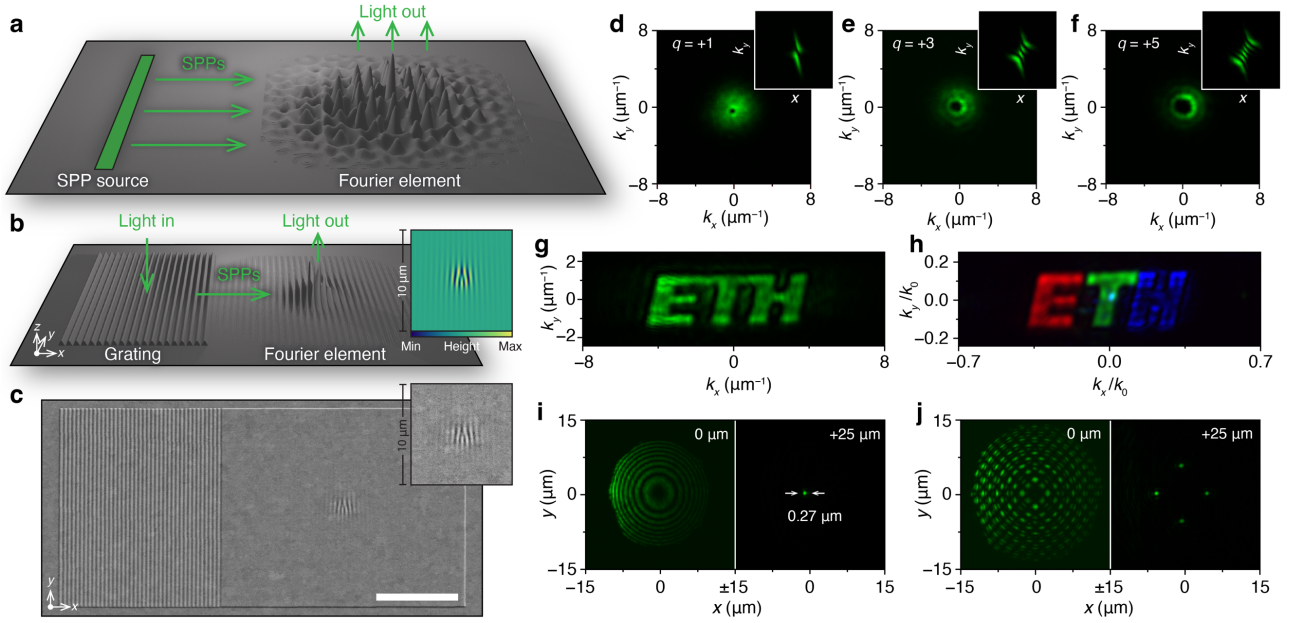 a
Light out
SPPs
SPP source
Fourier element
b
Light in
Light out
SPPs
10 μm
Min Height Max
z
y
x
Grating
Fourier element
c
10 μm
y
x
d
8
q = +1
k_y
x
k_y (μm⁻¹)
0
−8
−8 0 8
k_x (μm⁻¹)
e
8
q = +3
k_y
x
k_y (μm⁻¹)
0
−8
−8 0 8
k_x (μm⁻¹)
f
8
q = +5
k_y
x
k_y (μm⁻¹)
0
−8
−8 0 8
k_x (μm⁻¹)
g
2
k_y (μm⁻¹)
0
−2
ETH
−8 0 8
k_x (μm⁻¹)
h
0.2
k_y/k_0
0.0
−0.2
ETH
−0.7 0.0 0.7
k_x/k_0
i
15
0 μm +25 μm
y (μm)
0
0.27 μm
−15
−15 0 ±15 0 15
x (μm)
j
15
0 μm +25 μm
y (μm)
0
−15
−15 0 ±15 0 15
x (μm)